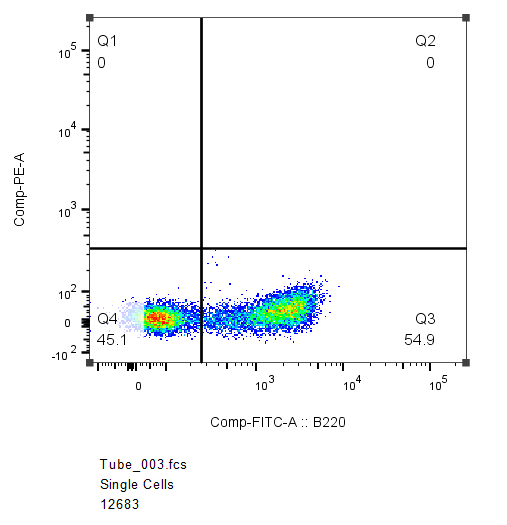 Q1
0
Q2
0
10^5
10^4
10^3
10^2
0
-10^2
Comp-PE-A
Q4
45.1
Q3
54.9
0
10^3
10^4
10^5
Comp-FITC-A :: B220
Tube_003.fcs
Single Cells
12683